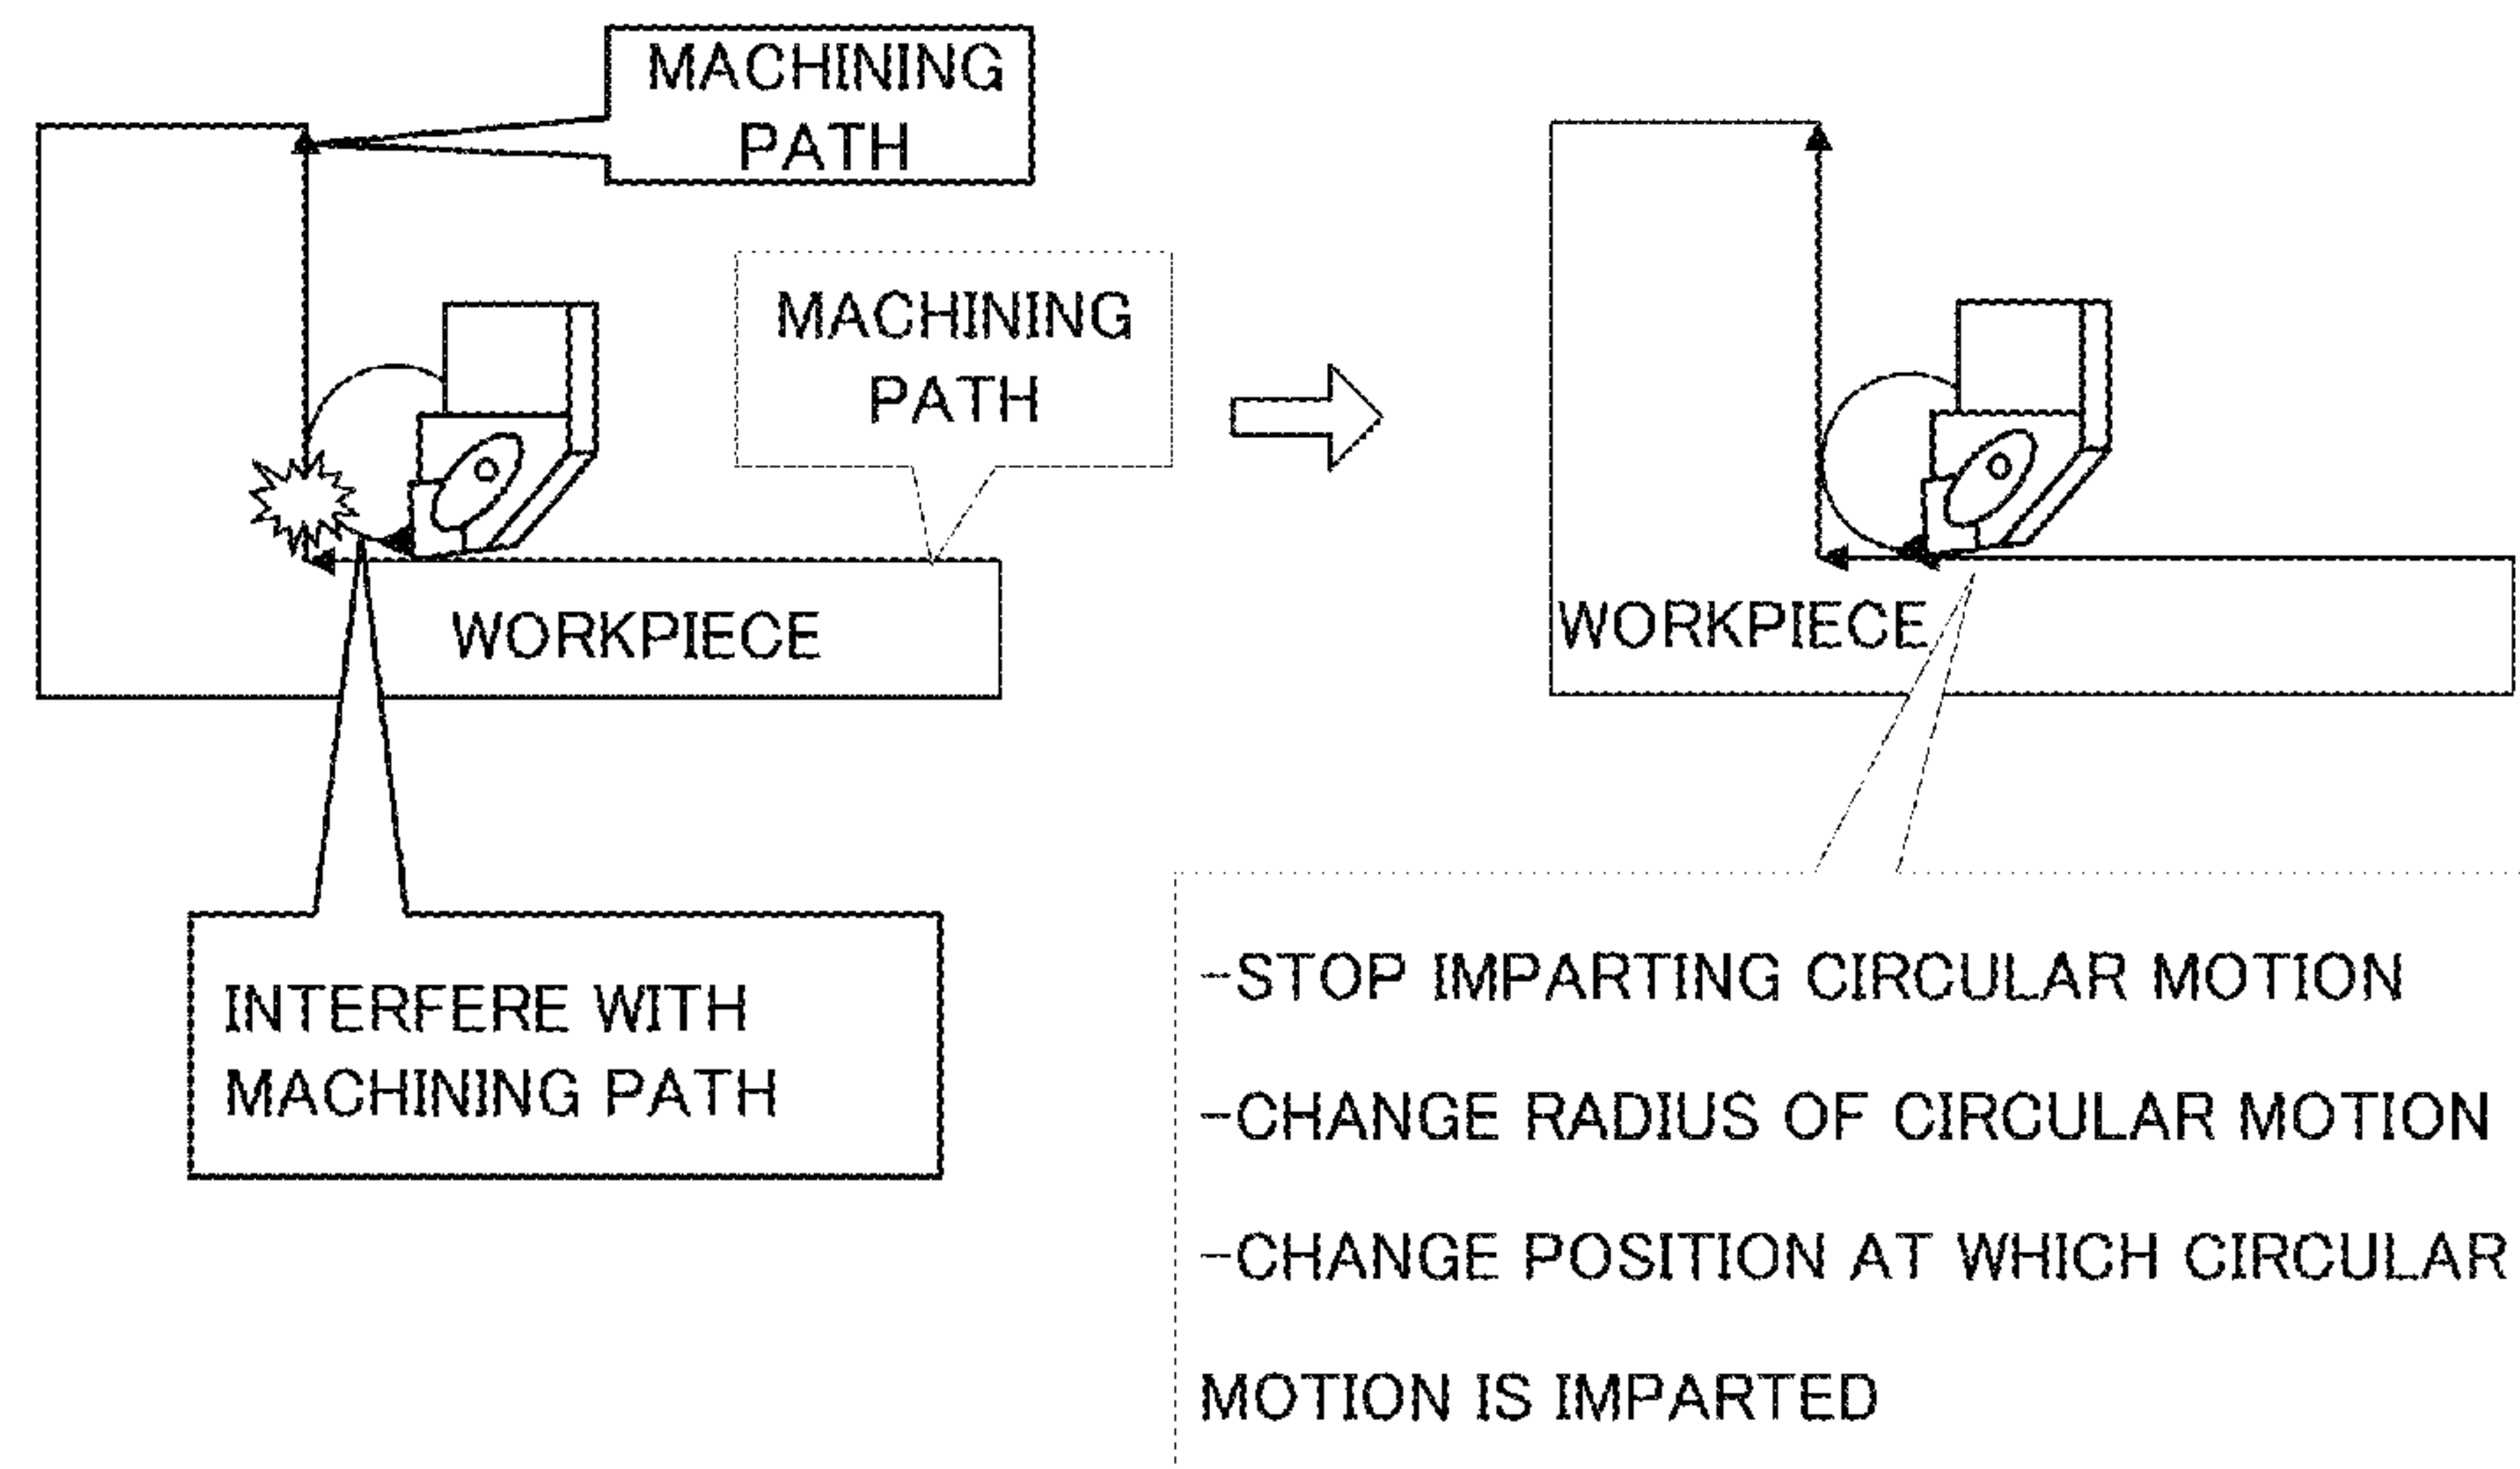 MACHINING
PATH
MACHINING
PATH
WORKPIECE
WORKPIECE
INTERFERE WITH
MACHINING PATH
-STOP IMPARTING CIRCULAR MOTION
-CHANGE RADIUS OF CIRCULAR MOTION
-CHANGE POSITION AT WHICH CIRCULAR
MOTION IS IMPARTED